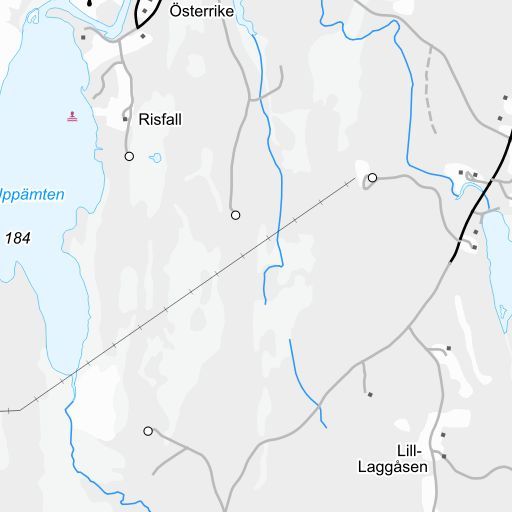 Österrike
Risfall
Uppämten
184
Lill-
Laggåsen